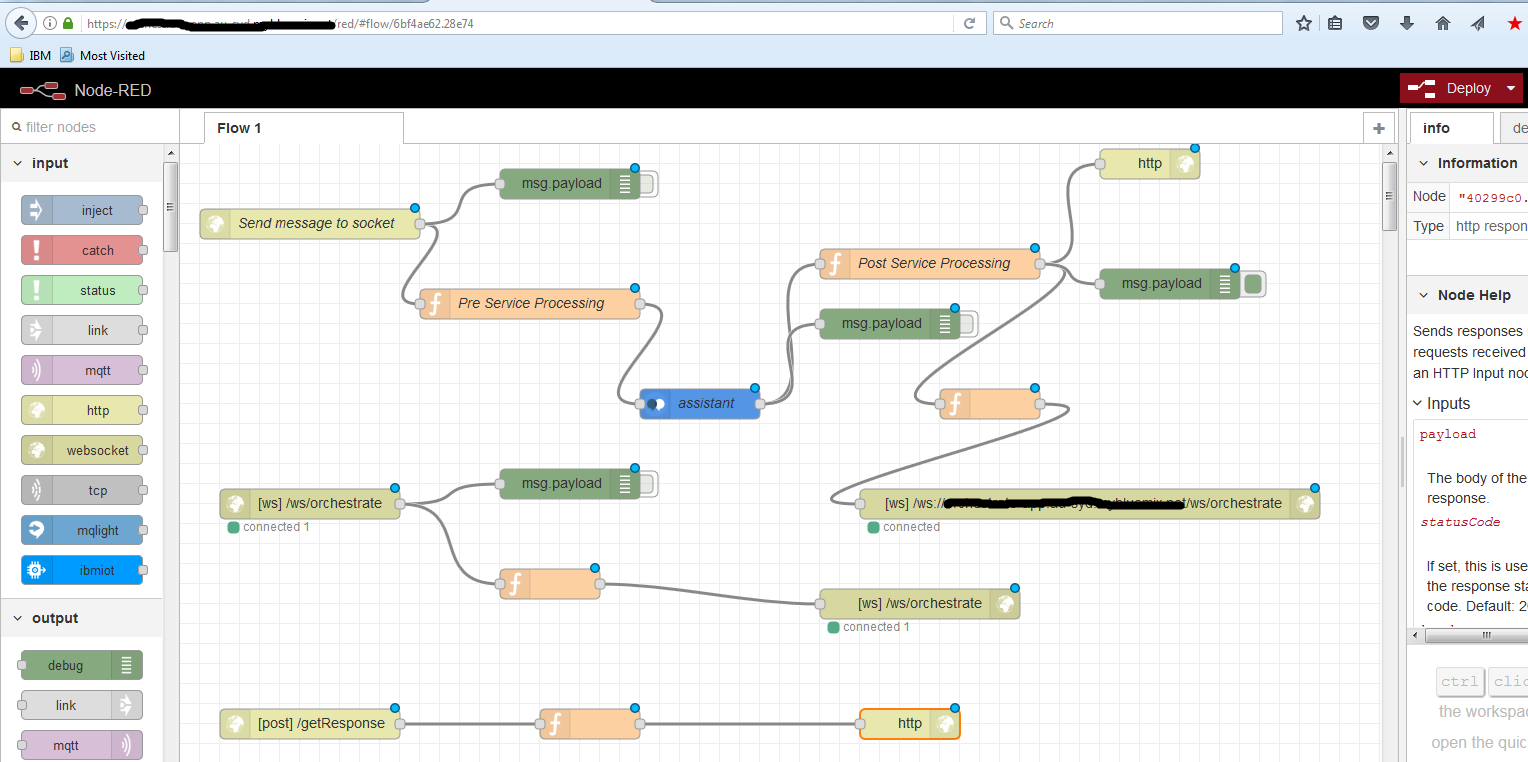 https://
/red/#flow/6bf4ae62.28e74
Search
IBM Most Visited
Node-RED
Deploy
filter nodes
Flow 1
+
info
de
input
inject
catch
status
link
mqtt
http
websocket
tcp
mqlight
ibmiot
output
debug
link
mqtt
msg.payload
http
Send message to socket
Post Service Processing
msg.payload
Pre Service Processing
msg.payload
assistant
msg.payload
[ws] /ws/orchestrate
connected 1
[ws] /ws:// /ws/orchestrate
connected
[ws] /ws/orchestrate
connected 1
[post] /getResponse
http
Information
Node "40299c0.
Type http respon
Node Help
Sends responses
requests received
an HTTP Input noc
Inputs
payload
The body of the
response.
statusCode
If set, this is use
the response sta
code. Default: 20
ctrl clic
the workspac
open the quic